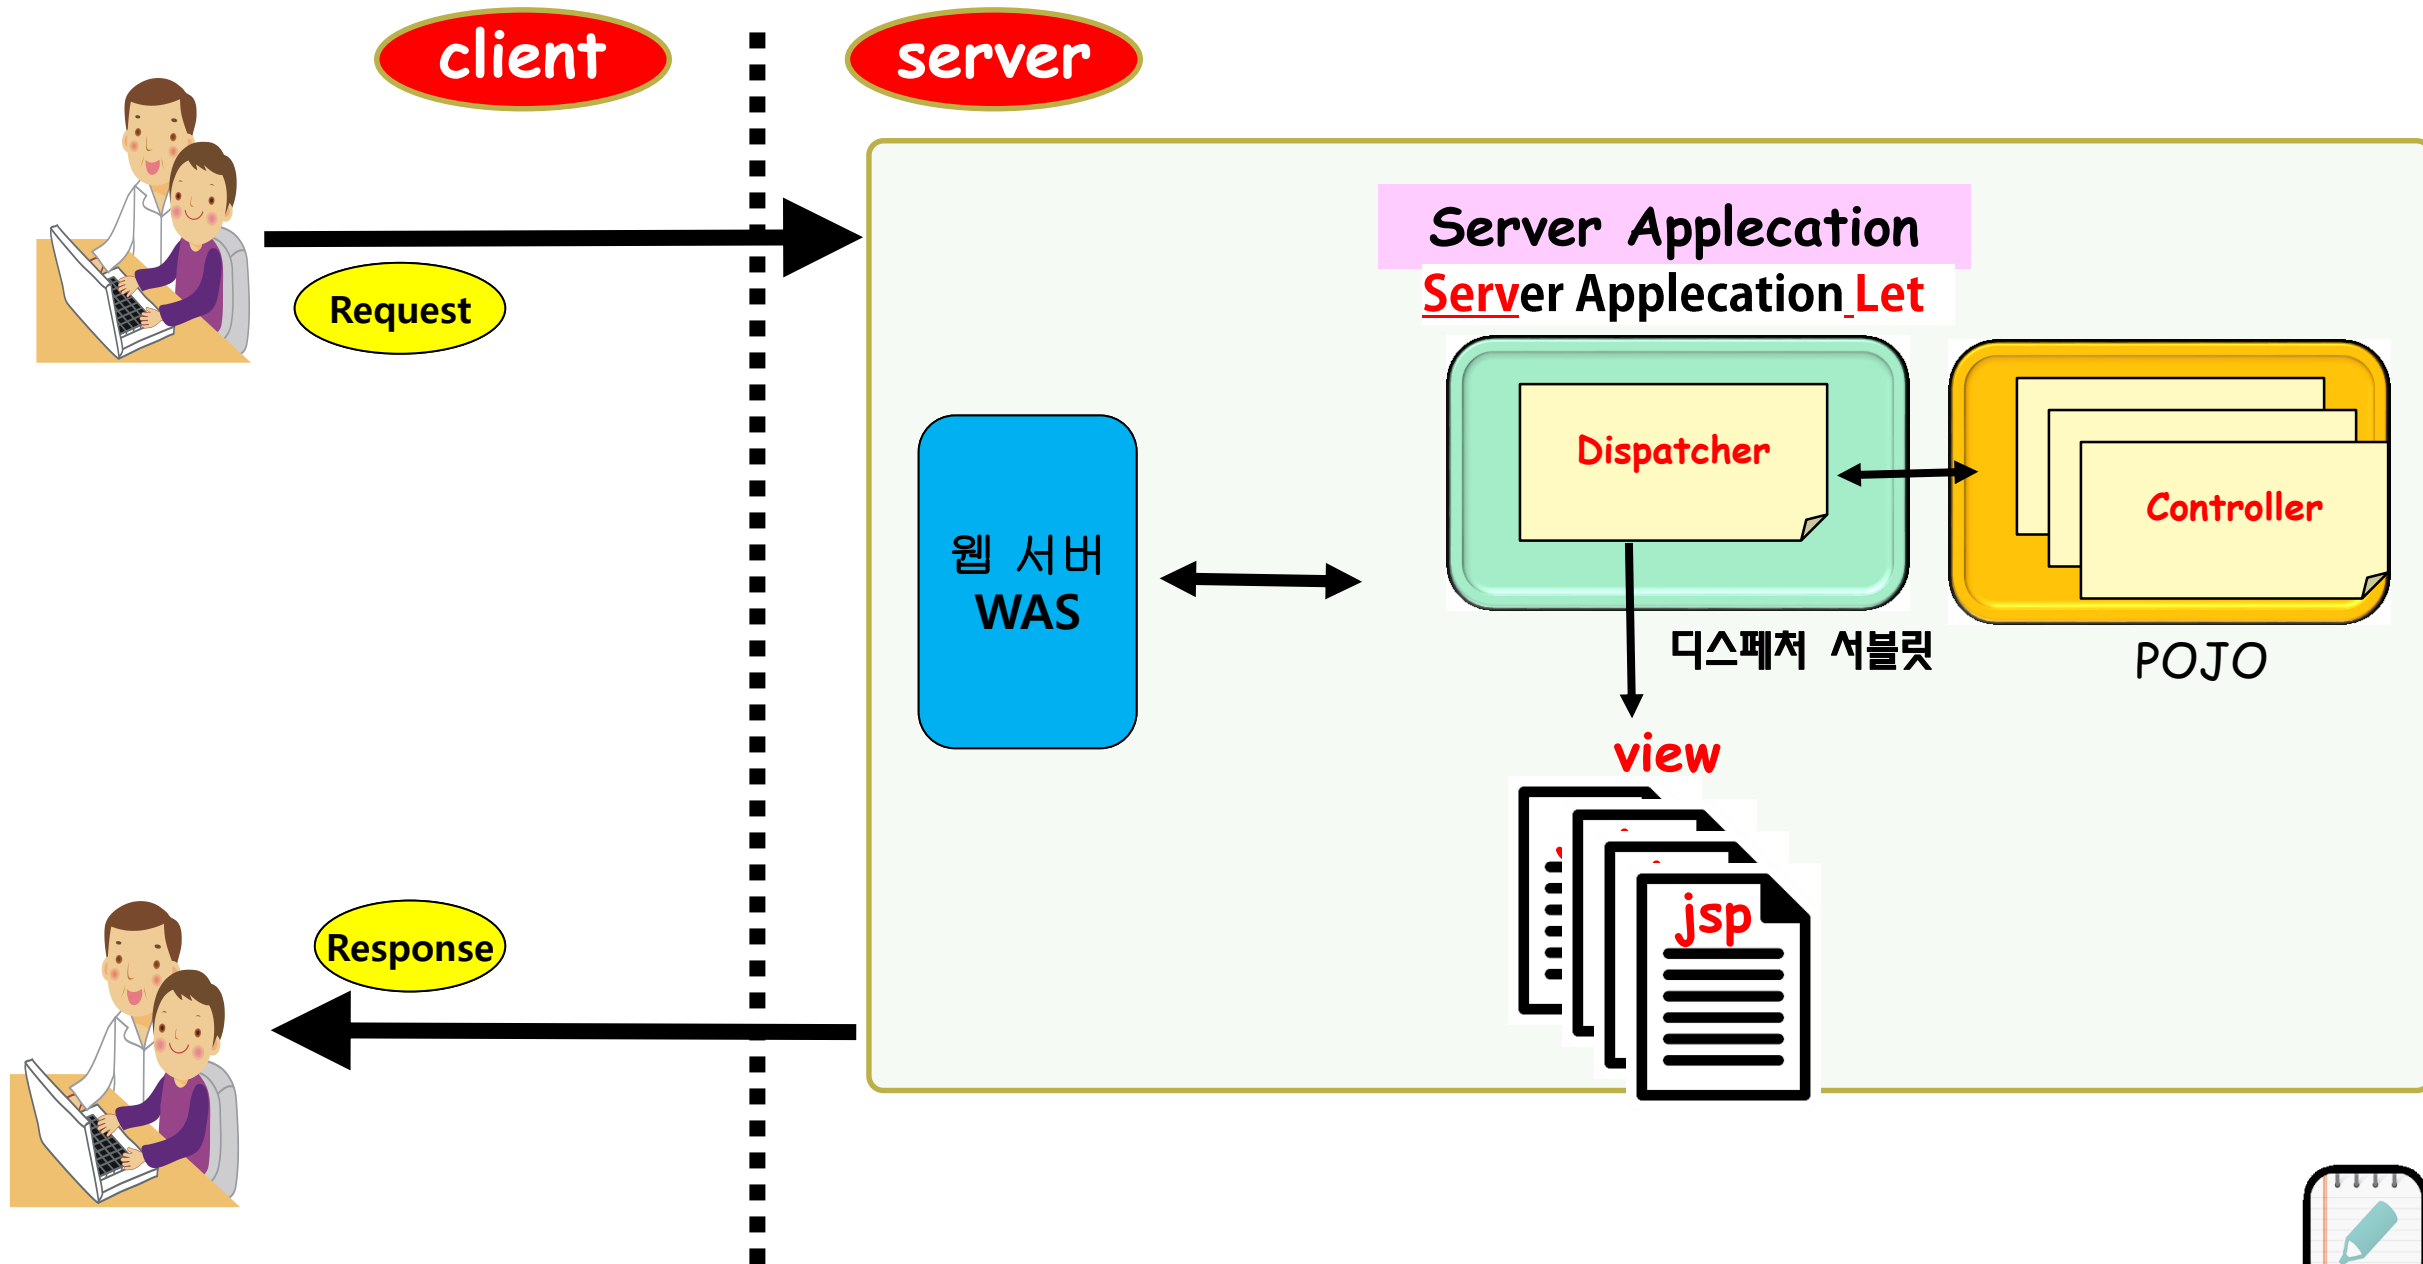 client
server
Request
Server Applecation
Server Applecation Let
Dispatcher
Controller
웹 서버
WAS
디스페처 서블릿
POJO
view
jsp
Response